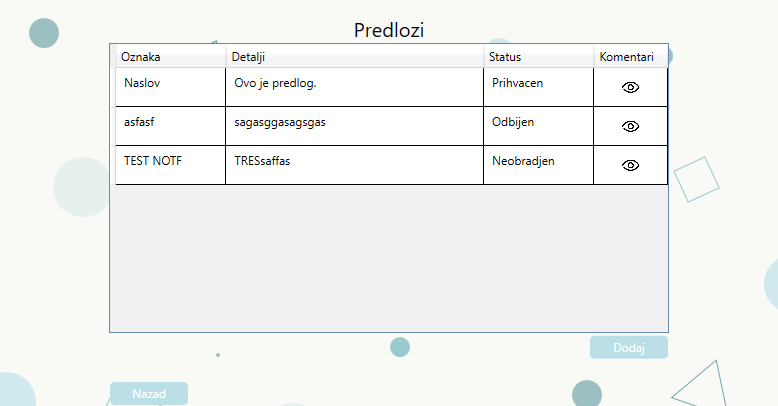 Predlozi
Oznaka Detalji Status Komentari
Naslov Ovo je predlog. Prihvacen
asfasf sagasggasagsgas Odbijen
TEST NOTF TRESsaffas Neobradjen
Dodaj
Nazad